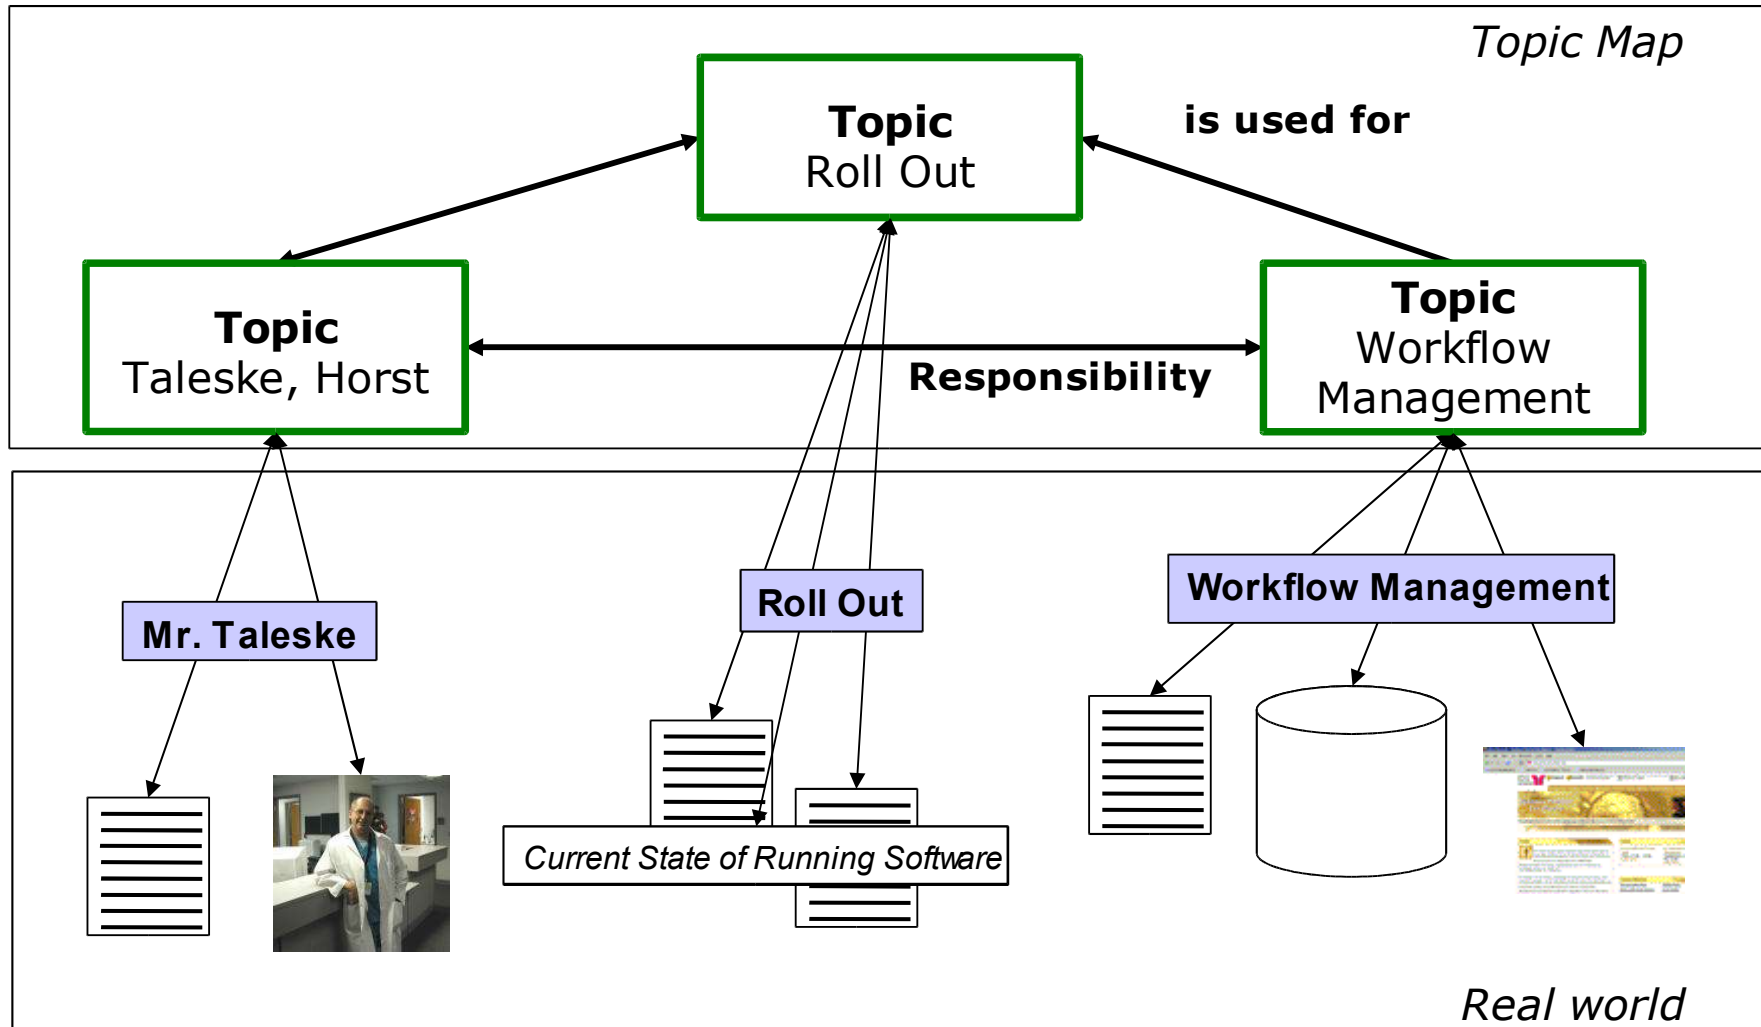 Topic Map
Topic
Roll Out
is used for
Topic
Taleske, Horst
Responsibility
Topic
Workflow
Management
Mr. Taleske
Roll Out
Workflow Management
Current State of Running Software
Real world